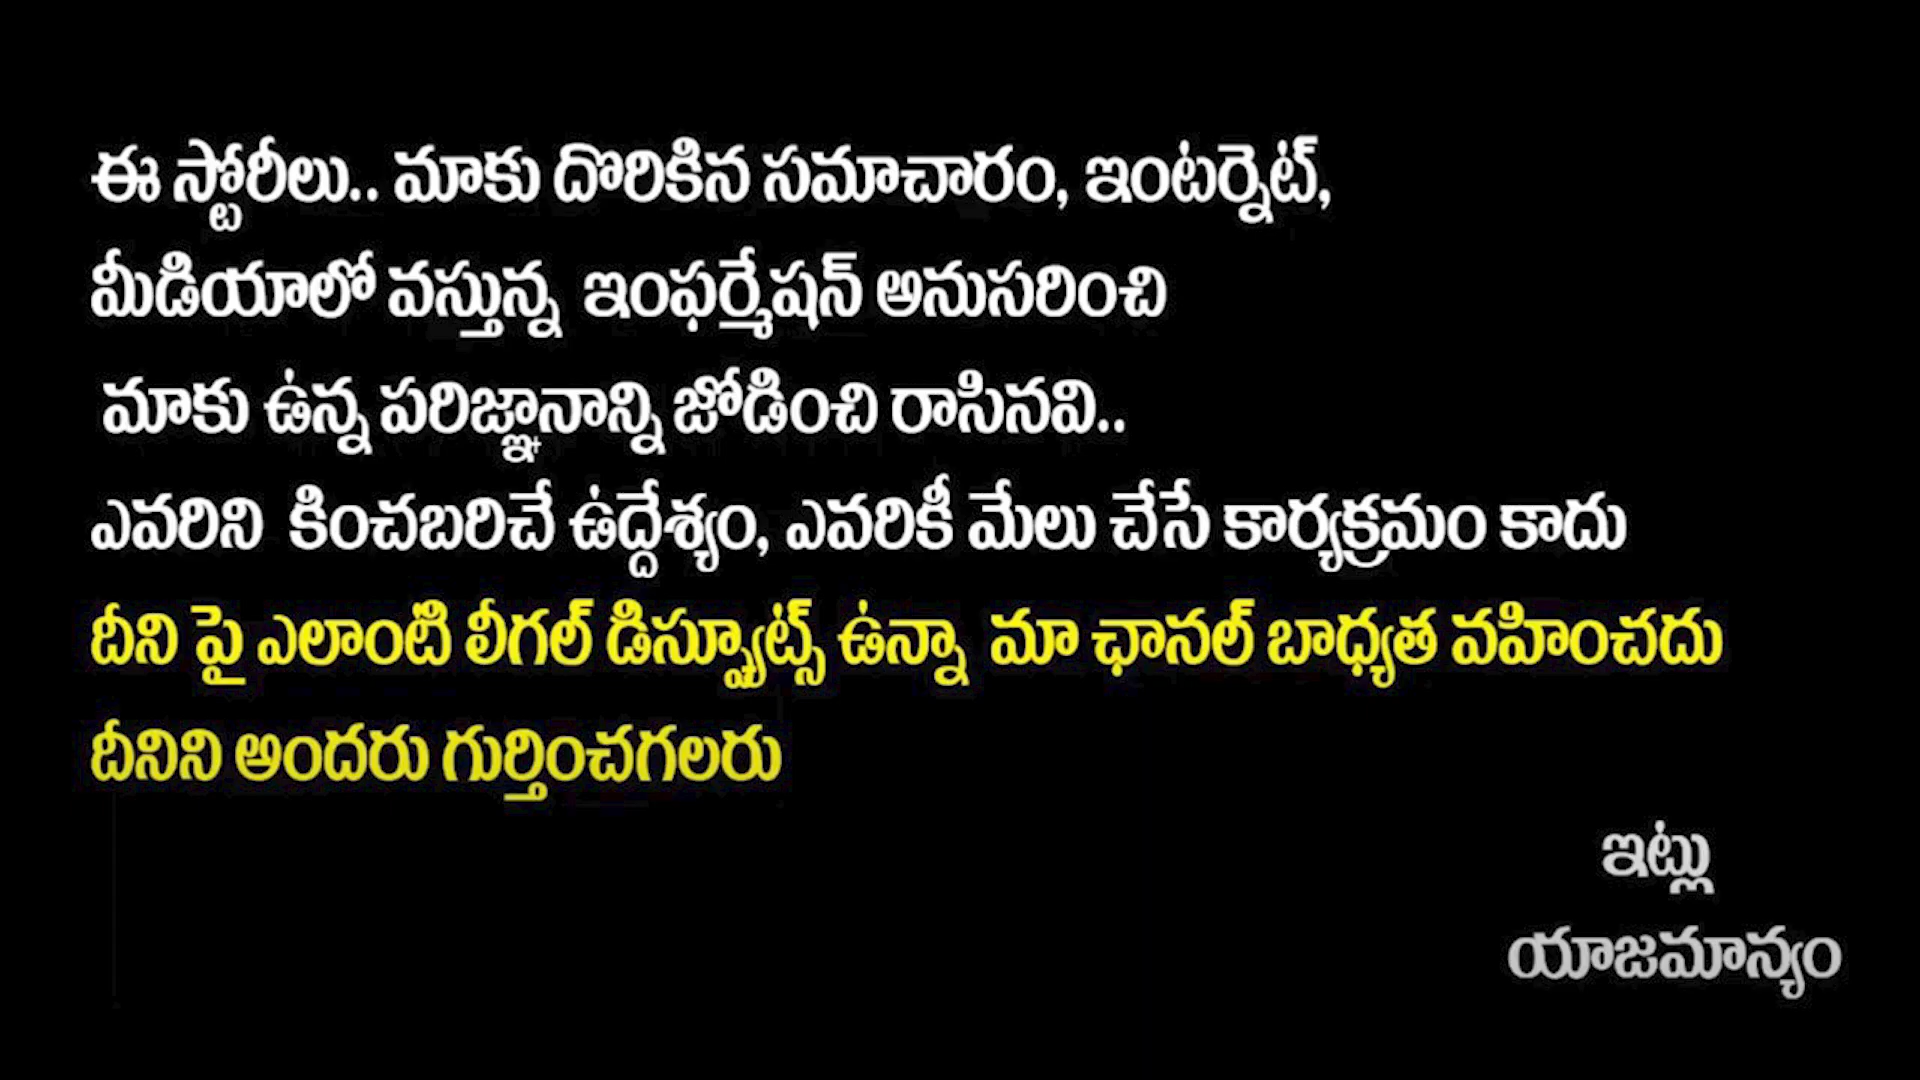 ఈ స్టోరీలు.. మాకు దొరికిన సమాచారం, ఇంటర్నెట్,
మీడియాలో వస్తున్న ఇంఫర్మేషన్ అనుసరించి
మాకు ఉన్న పరిజ్ఞానాన్ని జోడించి రాసినవి..
ఎవరిని కించబరిచే ఉద్దేశ్యం, ఎవరికీ మేలు చేసే కార్యక్రమం కాదు
దీని పై ఎలాంటి లీగల్ డిస్ప్యూట్స్ ఉన్నా మా ఛానల్ బాధ్యత వహించదు
దీనిని అందరు గుర్తించగలరు
ఇట్లు
యాజమాన్యం